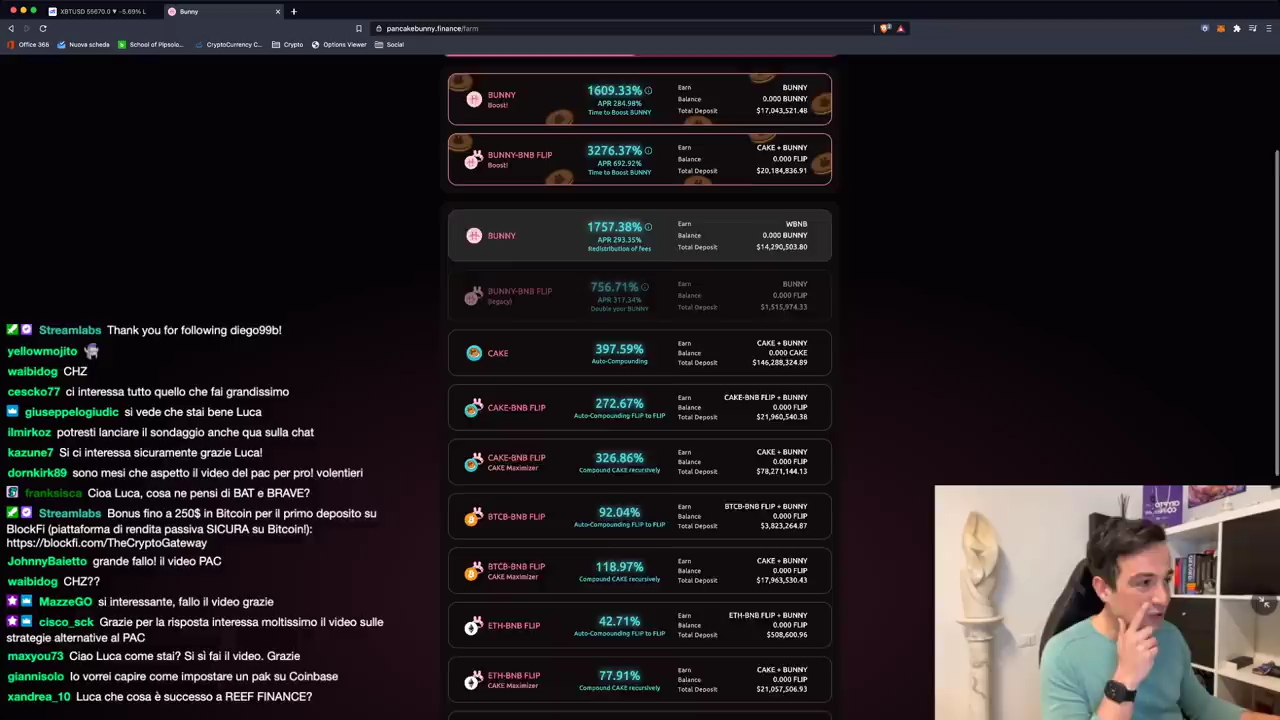 XBTUSD 55670.0 ▼ -5.69% L
Bunny
pancakebunny.finance/farm
Office 365
Nuova scheda
School of Pipsolo...
CryptoCurrency C...
Crypto
Options Viewer
Social
BUNNY
Boost!
1609.33%
APR 284.98%
Time to Boost BUNNY
Earn BUNNY
Balance 0.000 BUNNY
Total Deposit $17,043,521.48
BUNNY-BNB FLIP
Boost!
3276.37%
APR 692.92%
Time to Boost BUNNY
Earn CAKE + BUNNY
Balance 0.000 FLIP
Total Deposit $20,184,836.91
BUNNY
1757.38%
APR 293.35%
Redistribution of fees
Earn WBNB
Balance 0.000 BUNNY
Total Deposit $14,290,503.80
BUNNY-BNB FLIP
(legacy)
756.71%
APR 317.34%
Double your BUNNY
Earn BUNNY
Balance 0.000 FLIP
Total Deposit $1,515,974.33
CAKE
397.59%
Auto-Compounding
Earn CAKE + BUNNY
Balance 0.000 CAKE
Total Deposit $146,288,324.89
CAKE-BNB FLIP
272.67%
Auto-Compounding FLIP to FLIP
Earn CAKE-BNB FLIP + BUNNY
Balance 0.000 FLIP
Total Deposit $21,960,540.38
CAKE-BNB FLIP
CAKE Maximizer
326.86%
Compound CAKE recursively
Earn CAKE + BUNNY
Balance 0.000 FLIP
Total Deposit $78,271,144.13
BTCB-BNB FLIP
92.04%
Auto-Compounding FLIP to FLIP
Earn BTCB-BNB FLIP + BUNNY
Balance 0.000 FLIP
Total Deposit $3,823,264.87
BTCB-BNB FLIP
CAKE Maximizer
118.97%
Compound CAKE recursively
Earn CAKE + BUNNY
Balance 0.000 FLIP
Total Deposit $17,963,530.43
ETH-BNB FLIP
42.71%
Auto-Compounding FLIP to FLIP
Earn ETH-BNB FLIP + BUNNY
Balance 0.000 FLIP
Total Deposit $508,600.96
ETH-BNB FLIP
CAKE Maximizer
77.91%
Compound CAKE recursively
Earn CAKE + BUNNY
Balance 0.000 FLIP
Total Deposit $21,057,506.93
Streamlabs Thank you for following diego99b!
yellowmojito
waibidog CHZ
cescko77 ci interessa tutto quello che fai grandissimo
giuseppelogiudic si vede che stai bene Luca
ilmirkoz potresti lanciare il sondaggio anche qua sulla chat
kazune7 Si ci interessa sicuramente grazie Luca!
dornkirk89 sono mesi che aspetto il video del pac per pro! volentieri
franksisca Cioa Luca, cosa ne pensi di BAT e BRAVE?
Streamlabs Bonus fino a 250$ in Bitcoin per il primo deposito su
BlockFi (piattaforma di rendita passiva SICURA su Bitcoin!):
https://blockfi.com/TheCryptoGateway
JohnnyBaietto grande fallo! il video PAC
waibidog CHZ??
MazzeGO si interessante, fallo il video grazie
cisco_sck Grazie per la risposta interessa moltissimo il video sulle
strategie alternative al PAC
maxyou73 Ciao Luca come stai? Si sì fai il video. Grazie
giannisolo Io vorrei capire come impostare un pak su Coinbase
xandrea_10 Luca che cosa è successo a REEF FINANCE?